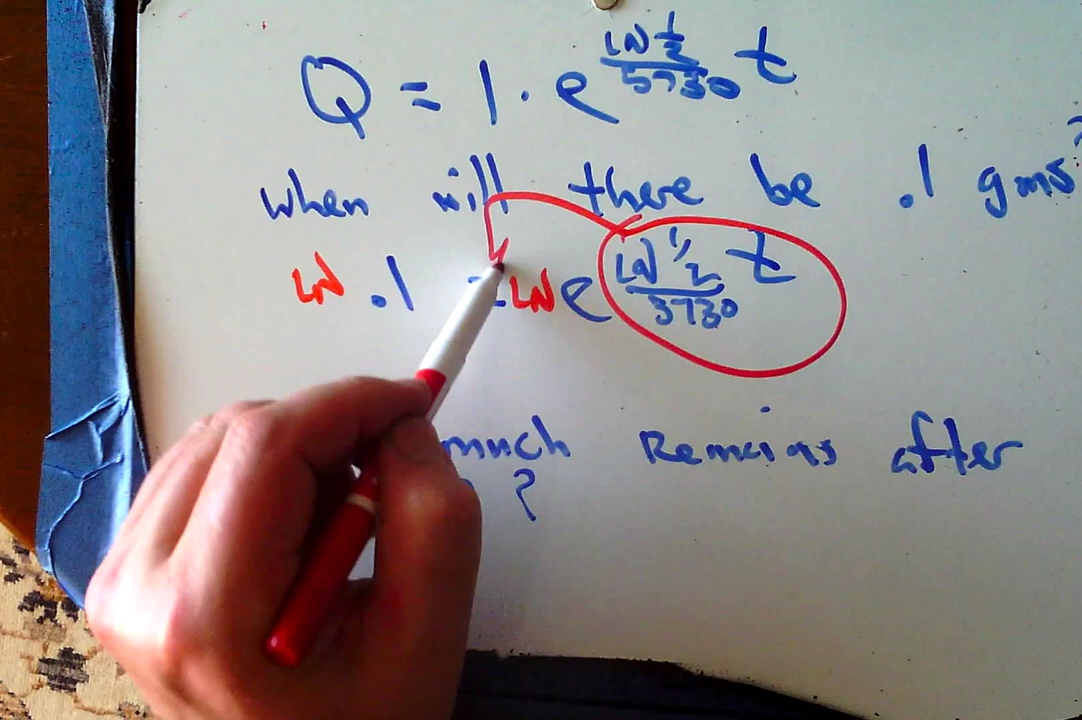 Q = 1 · e^((LN 1/2)/5730 t)
When will there be .1 gms?
LN .1 = LN e^((LN 1/2)/5730 t)
much Remains after
?